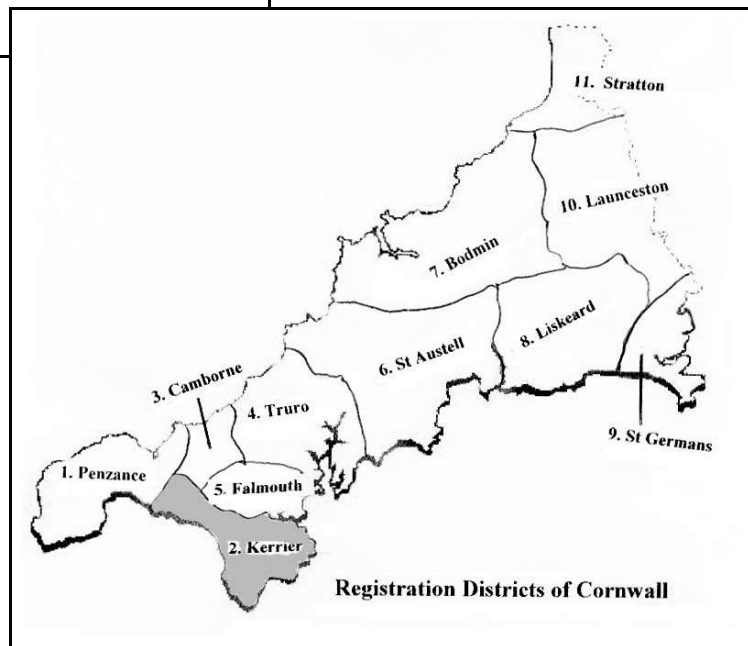 11. Stratton
10. Launceston
7. Bodmin
8. Liskeard
6. St Austell
3. Camborne
4. Truro
9. St Germans
1. Penzance
5. Falmouth
2. Kerrier
Registration Districts of Cornwall